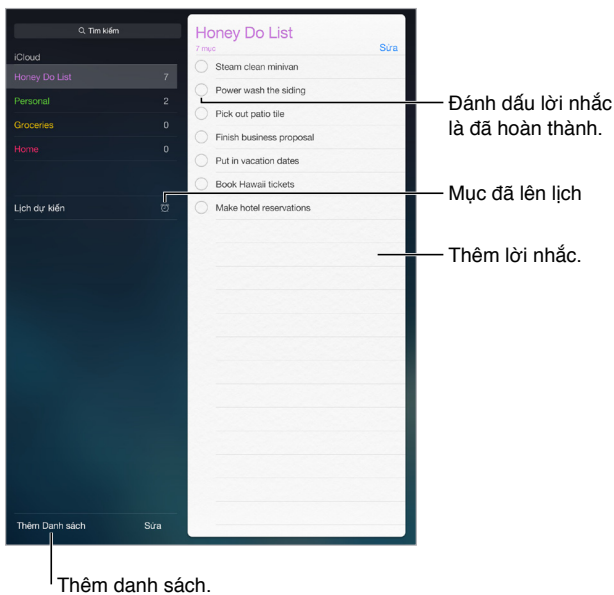 Tìm kiếm
iCloud
Honey Do List 7
Personal 2
Groceries 0
Home 0
Lịch dự kiến
Thêm Danh sách Sửa
Honey Do List
7 mục Sửa
Steam clean minivan
Power wash the siding
Pick out patio tile
Finish business proposal
Put in vacation dates
Book Hawaii tickets
Make hotel reservations
Đánh dấu lời nhắc
là đã hoàn thành.
Mục đã lên lịch
Thêm lời nhắc.
Thêm danh sách.